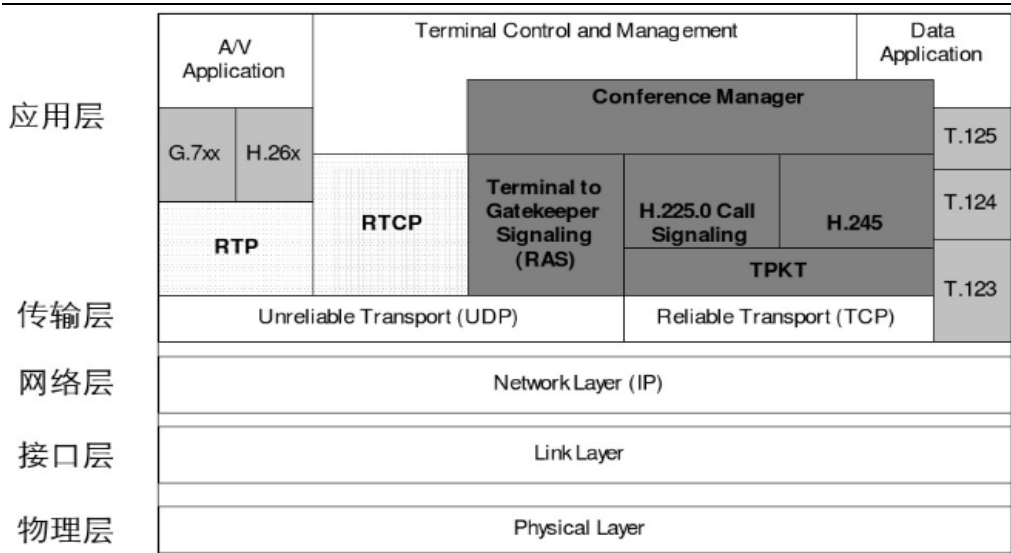 A/V
Application
Terminal Control and Management
Data
Application
应用层
Conference Manager
G.7xx
H.26x
T.125
RTP
RTCP
Terminal to
Gatekeeper
Signaling
(RAS)
H.225.0 Call
Signaling
H.245
T.124
TPKT
T.123
传输层
Unreliable Transport (UDP)
Reliable Transport (TCP)
网络层
Network Layer (IP)
接口层
Link Layer
物理层
Physical Layer